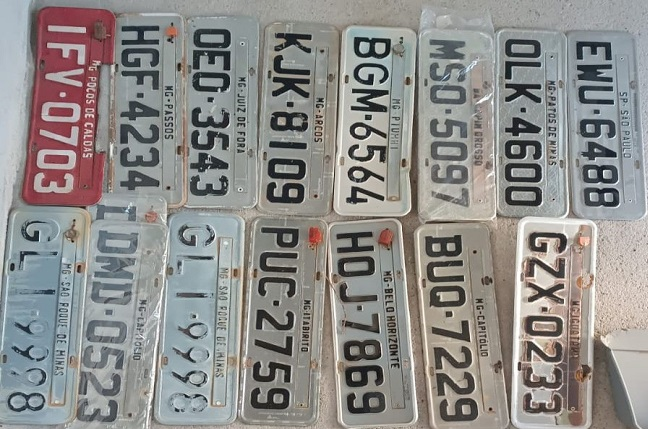 MG-POÇOS DE CALDAS
IFV·0703
MG-PASSOS
HGF-4234
MG-JUIZ DE FORA
OEO·3543
MG-ARCOS
KJK·8109
MG PIUMHI
BGM-6564
MSO-5097
MG-PATOS DE MINAS
OLK-4600
SP-SAO PAULO
EWU·6488
MG-SAO ROQUE DE MINAS
GLI·9998
DMD-0523
MG SAO ROQUE DE MINAS
GLI·9998
MG-ITABIRITO
PUC-2759
MG-BELO HORIZONTE
HOJ·7869
MG-CAPITOLIO
BUQ-7229
GZX·0233